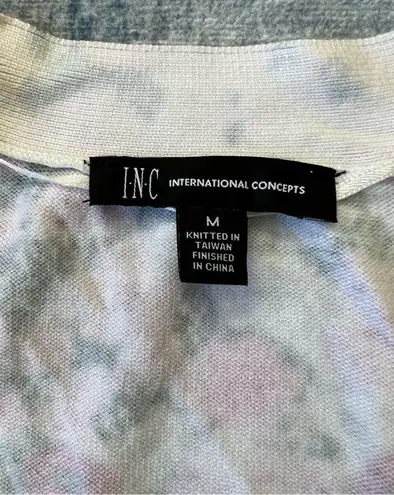 I·N·C INTERNATIONAL CONCEPTS
M
KNITTED IN
TAIWAN
FINISHED
IN CHINA